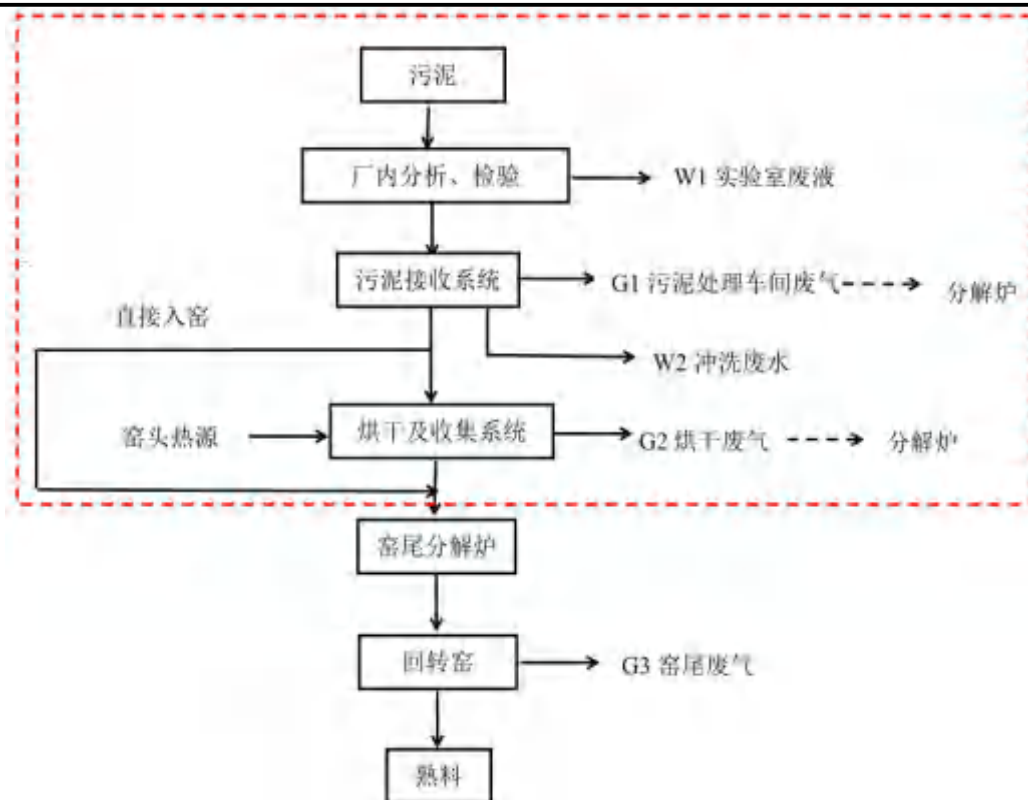 污泥
厂内分析、检验
W1 实验室废液
污泥接收系统
G1 污泥处理车间废气
分解炉
直接入窑
W2 冲洗废水
窑头热源
烘干及收集系统
G2 烘干废气
分解炉
窑尾分解炉
回转窑
G3 窑尾废气
熟料